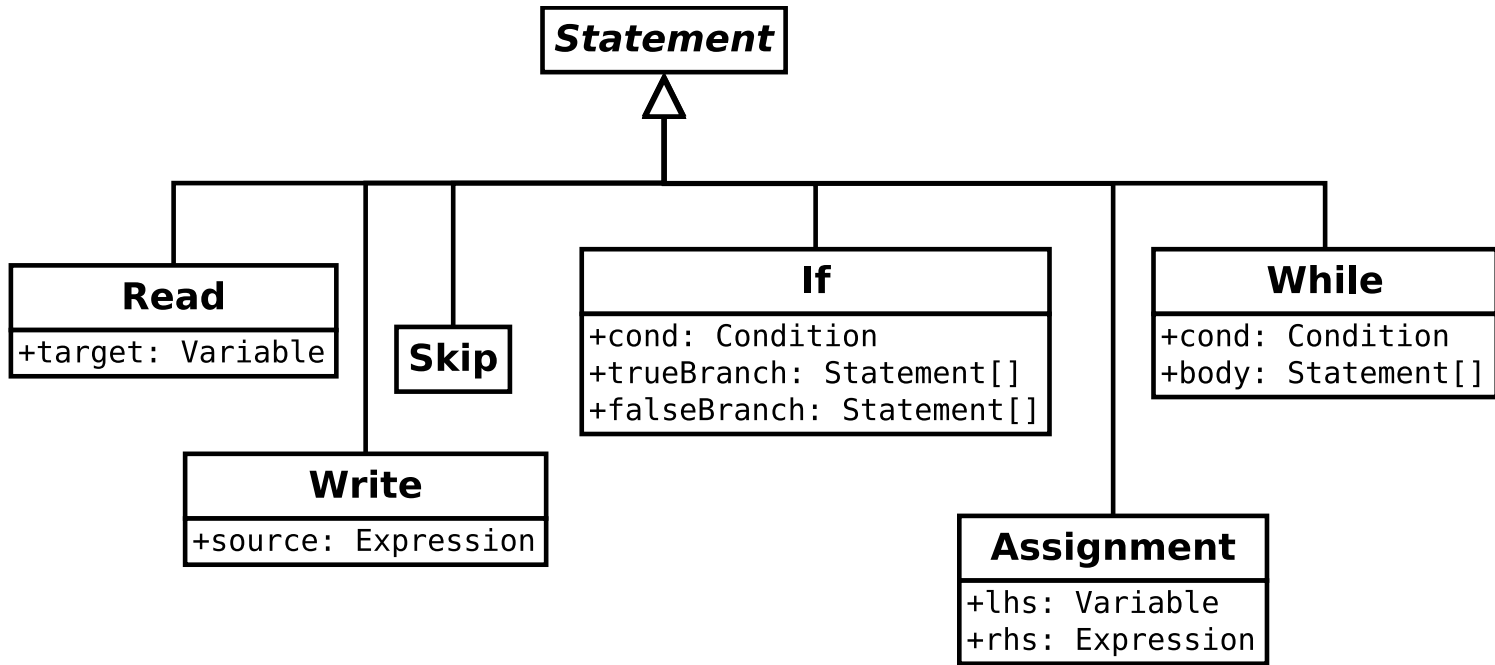 Statement
Read
+target: Variable
Write
+source: Expression
Skip
If
+cond: Condition
+trueBranch: Statement[]
+falseBranch: Statement[]
Assignment
+lhs: Variable
+rhs: Expression
While
+cond: Condition
+body: Statement[]